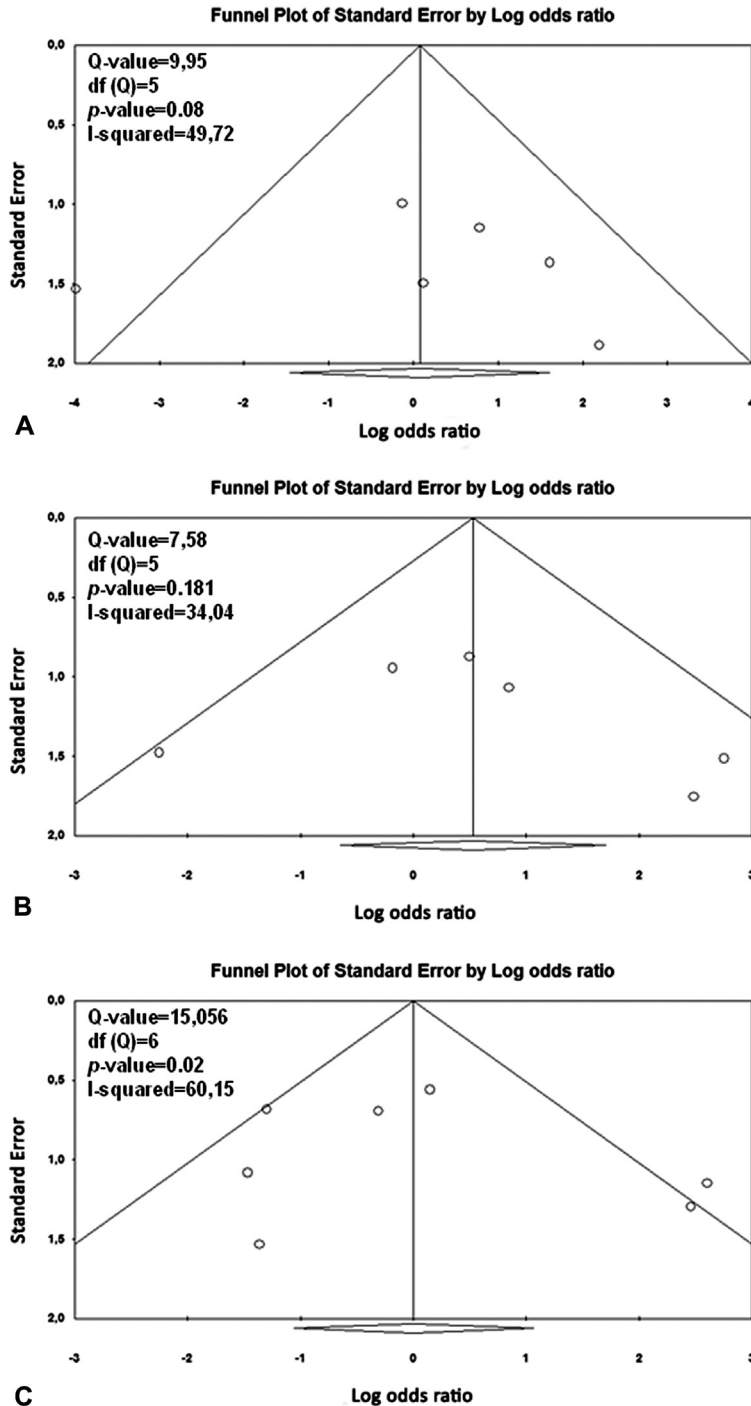 Funnel Plot of Standard Error by Log odds ratio
Q-value=9,95
df (Q)=5
p-value=0.08
I-squared=49,72
Standard Error
0,0
0,5
1,0
1,5
2,0
-4 -3 -2 -1 0 1 2 3 4
Log odds ratio
A
Funnel Plot of Standard Error by Log odds ratio
Q-value=7,58
df (Q)=5
p-value=0.181
I-squared=34,04
Standard Error
0,0
0,5
1,0
1,5
2,0
-3 -2 -1 0 1 2 3
Log odds ratio
B
Funnel Plot of Standard Error by Log odds ratio
Q-value=15,056
df (Q)=6
p-value=0.02
I-squared=60,15
Standard Error
0,0
0,5
1,0
1,5
2,0
-3 -2 -1 0 1 2 3
Log odds ratio
C